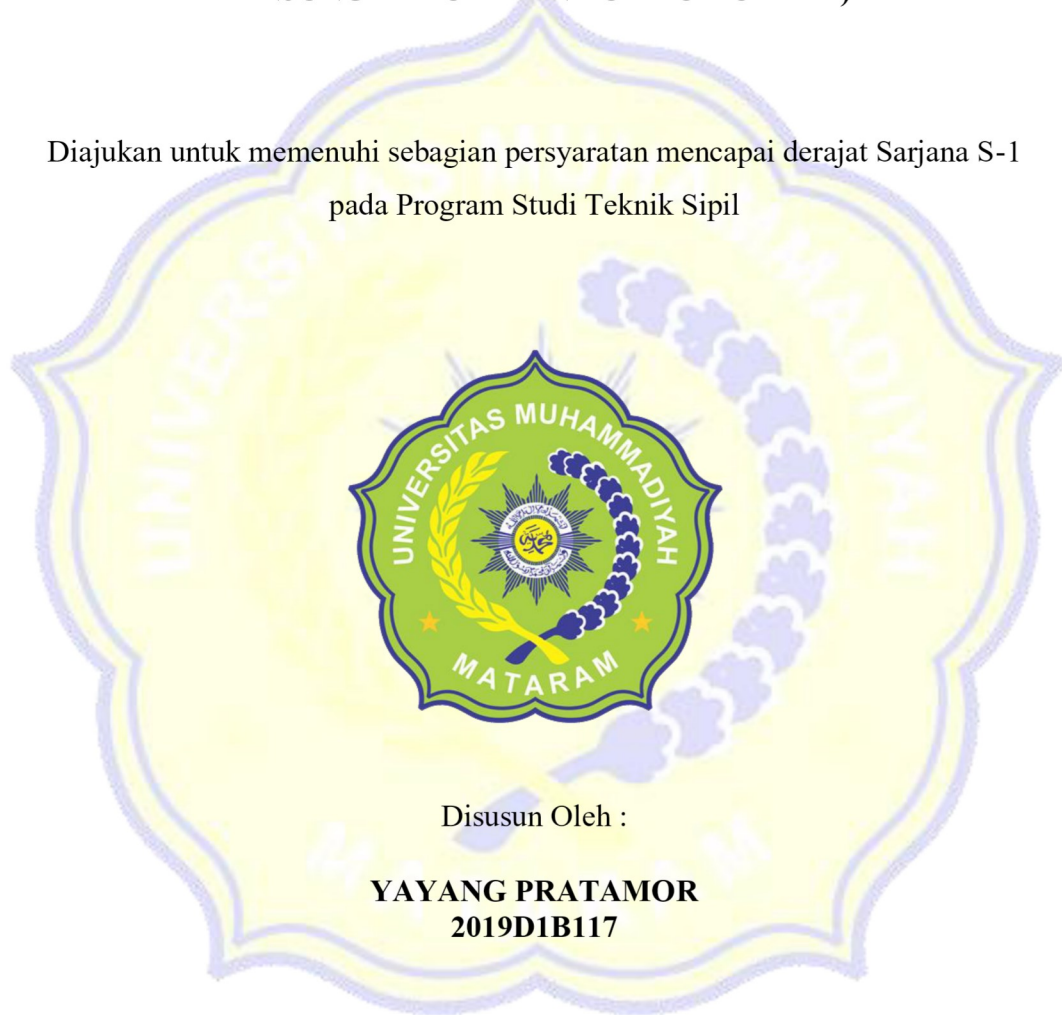 Diajukan untuk memenuhi sebagian persyaratan mencapai derajat Sarjana S-1
pada Program Studi Teknik Sipil
UNIVERSITAS MUHAMMADIYAH
MATARAM
Disusun Oleh :
YAYANG PRATAMOR
2019D1B117